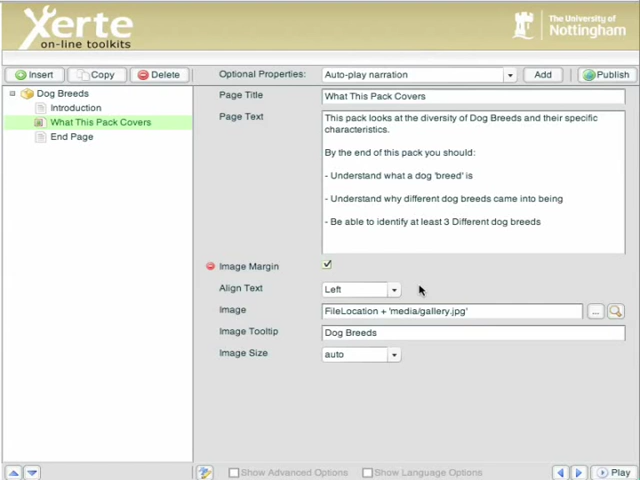 Xerte
on-line toolkits
The University of
Nottingham
Insert
Copy
Delete
Optional Properties:
Auto-play narration
Add
Publish
Dog Breeds
Introduction
What This Pack Covers
End Page
Page Title
What This Pack Covers
Page Text
This pack looks at the diversity of Dog Breeds and their specific
characteristics.
By the end of this pack you should:
- Understand what a dog 'breed' is
- Understand why different dog breeds came into being
- Be able to identify at least 3 Different dog breeds
Image Margin
Align Text
Left
Image
FileLocation + 'media/gallery.jpg'
...
Image Tooltip
Dog Breeds
Image Size
auto
Show Advanced Options
Show Language Options
Play